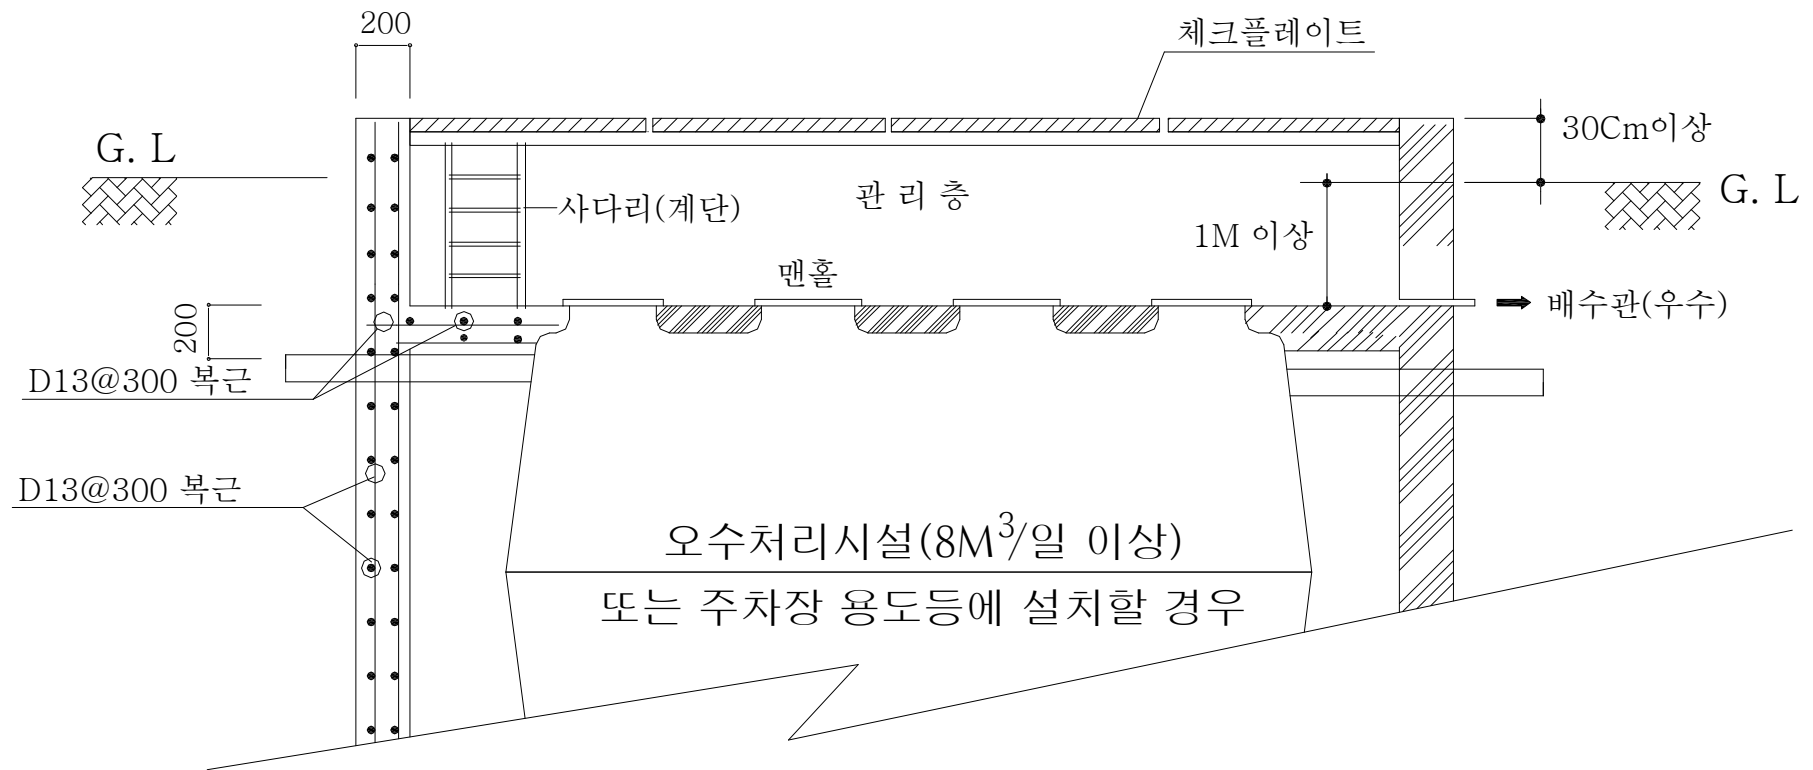 200
체크플레이트
30Cm이상
G. L
G. L
관 리 층
사다리(계단)
1M 이상
맨홀
배수관(우수)
200
D13@300 복근
D13@300 복근
오수처리시설(8M³/일 이상)
또는 주차장 용도등에 설치할 경우